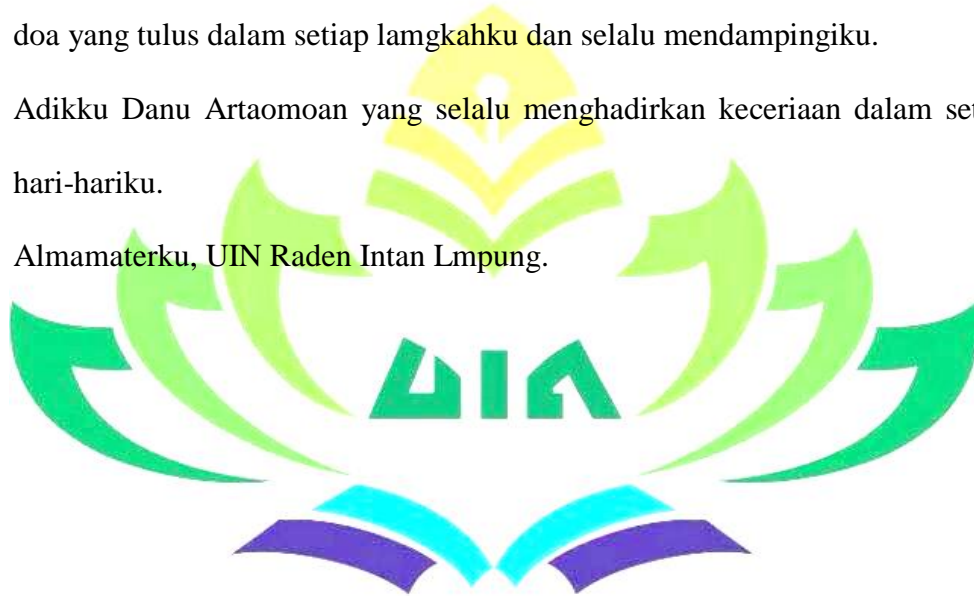 doa yang tulus dalam setiap lamgkahku dan selalu mendampingiku.
Adikku Danu Artaomoan yang selalu menghadirkan keceriaan dalam set
hari-hariku.
Almamaterku, UIN Raden Intan Lmpung.
UIN